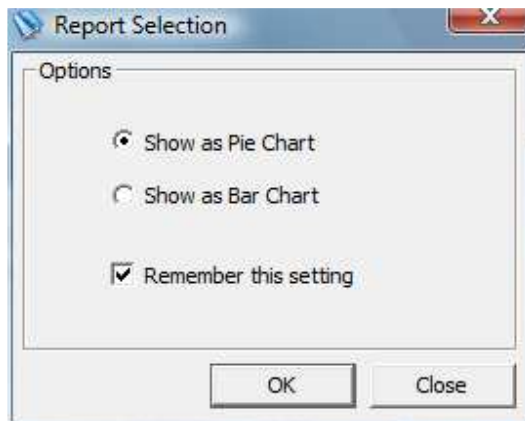 Report Selection
Options
Show as Pie Chart
Show as Bar Chart
Remember this setting
OK Close